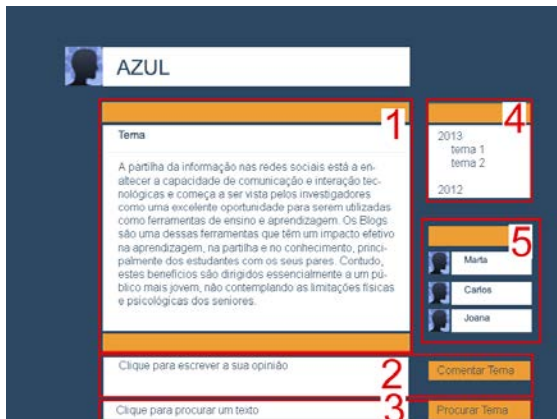 AZUL
1
Tema
A partilha da informação nas redes sociais está a en-
altecer a capacidade de comunicação e interação tec-
nológicas e começa a ser vista pelos investigadores
como uma excelente oportunidade para serem utilizadas
como ferramentas de ensino e aprendizagem. Os Blogs
são uma dessas ferramentas que têm um impacto efetivo
na aprendizagem, na partilha e no conhecimento, princi-
palmente dos estudantes com os seus pares. Contudo,
estes benefícios são dirigidos essencialmente a um pú-
blico mais jovem, não contemplando as limitações físicas
e psicológicas dos seniores.
4
2013
tema 1
tema 2
2012
5
Marta
Carlos
Joana
Clique para escrever a sua opinião
2
Comentar Tema
Clique para procurar um texto
3
Procurar Tema